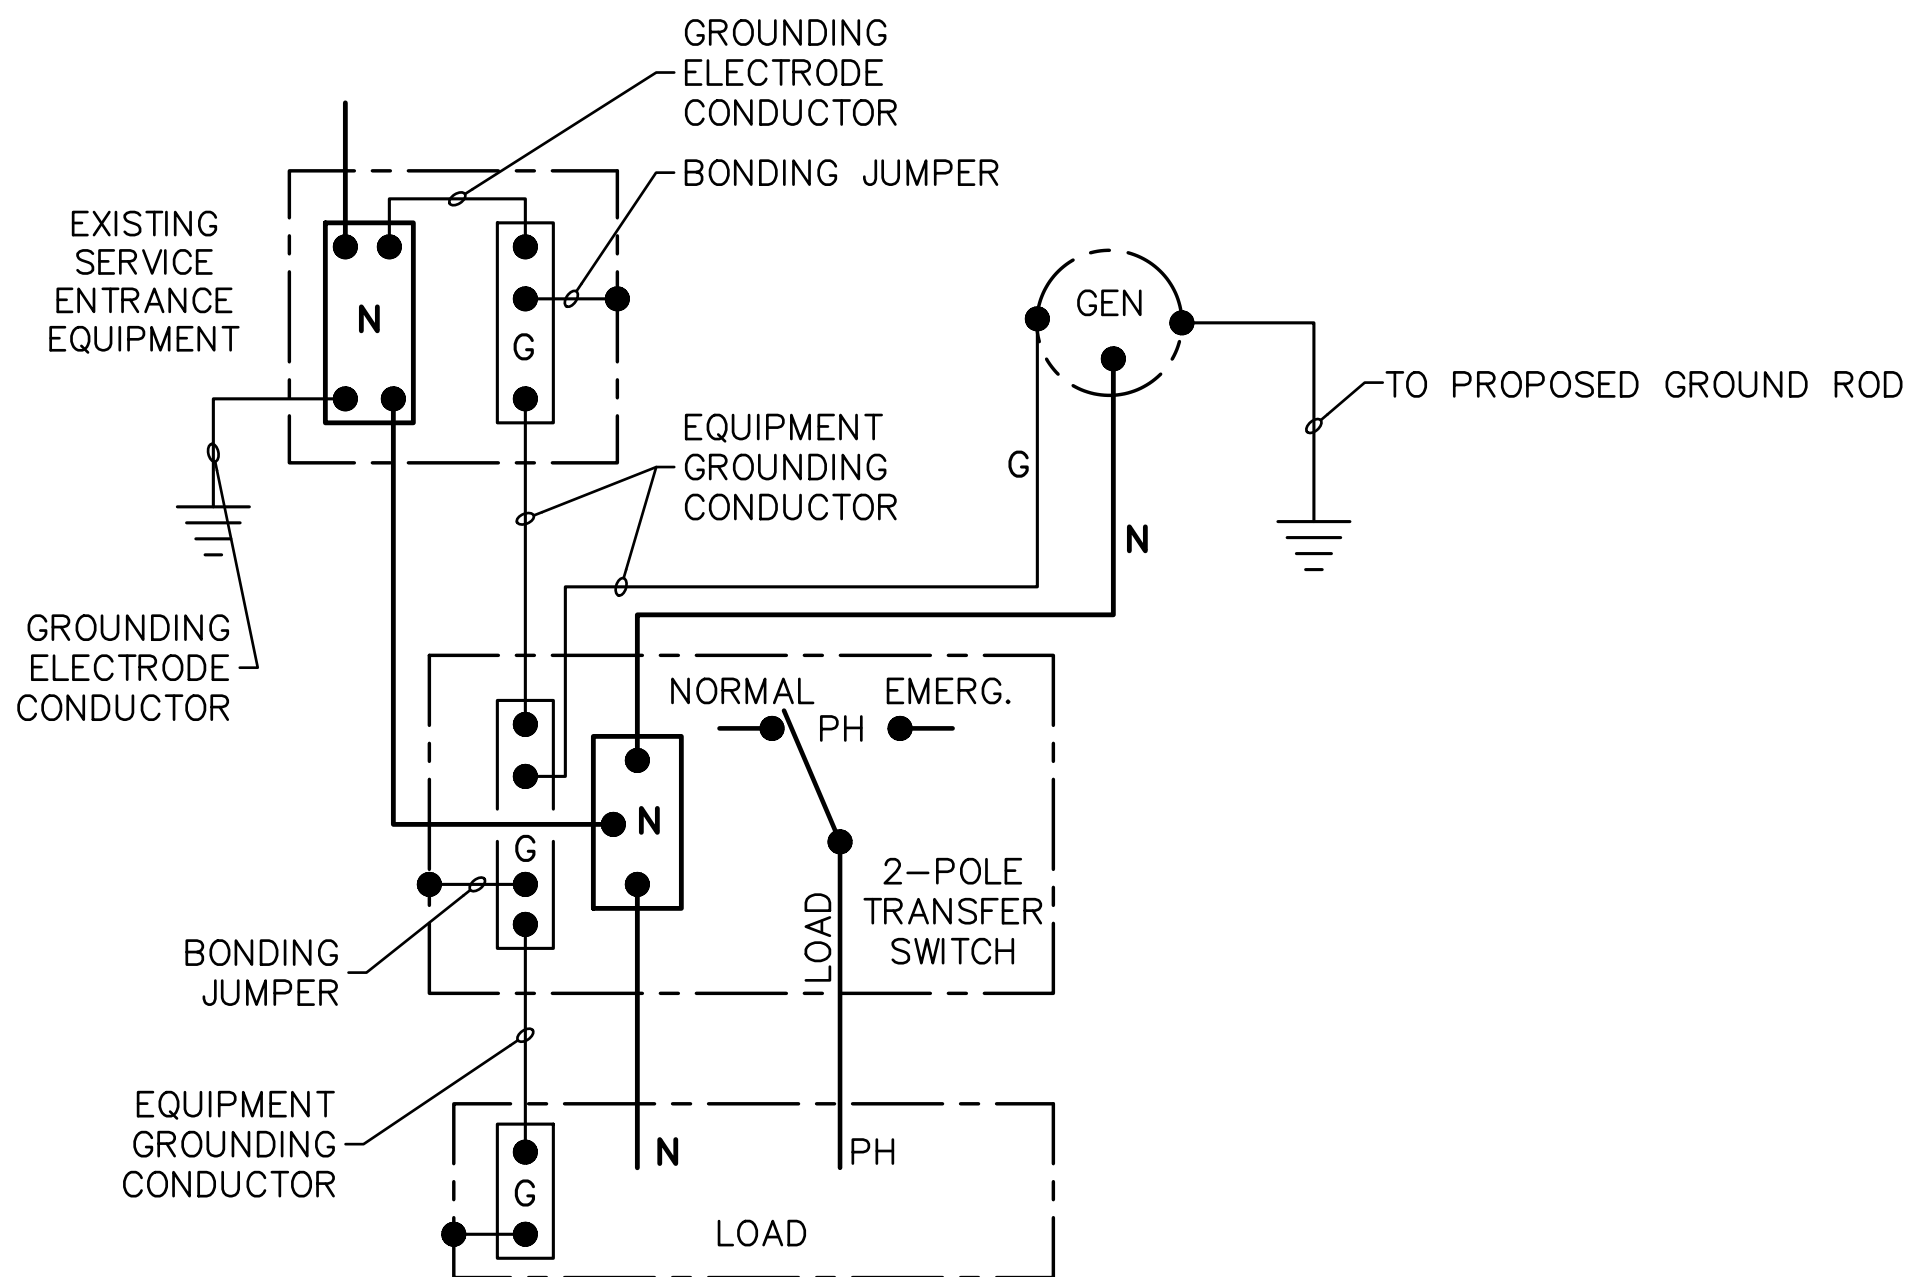 GROUNDING
ELECTRODE
CONDUCTOR
BONDING JUMPER
EXISTING
SERVICE
ENTRANCE
EQUIPMENT
N
G
GEN
TO PROPOSED GROUND ROD
EQUIPMENT
GROUNDING
CONDUCTOR
G
N
GROUNDING
ELECTRODE
CONDUCTOR
NORMAL
EMERG.
PH
N
G
2-POLE
TRANSFER
SWITCH
LOAD
BONDING
JUMPER
EQUIPMENT
GROUNDING
CONDUCTOR
N
PH
G
LOAD